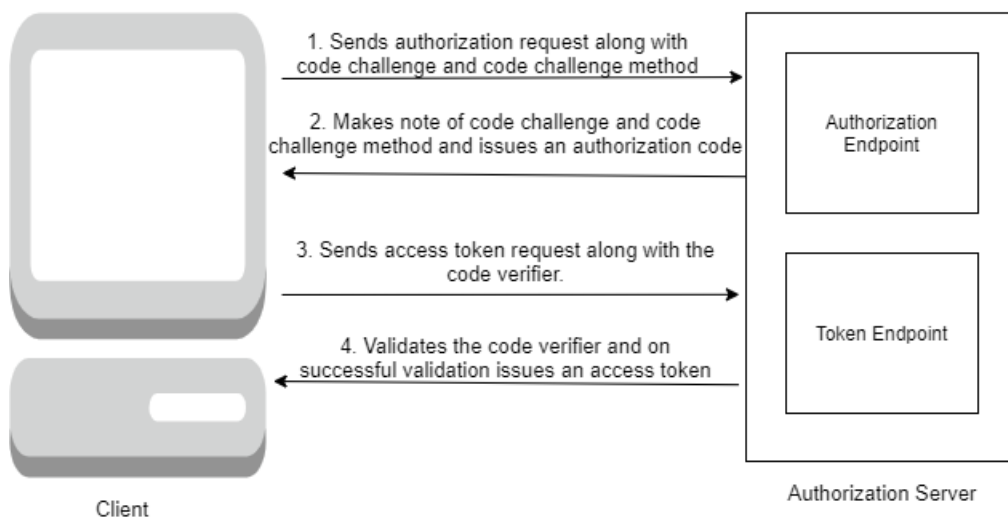 1. Sends authorization request along with
code challenge and code challenge method
2. Makes note of code challenge and code
challenge method and issues an authorization code
Authorization
Endpoint
3. Sends access token request along with the
code verifier.
Token Endpoint
4. Validates the code verifier and on
successful validation issues an access token
Client
Authorization Server